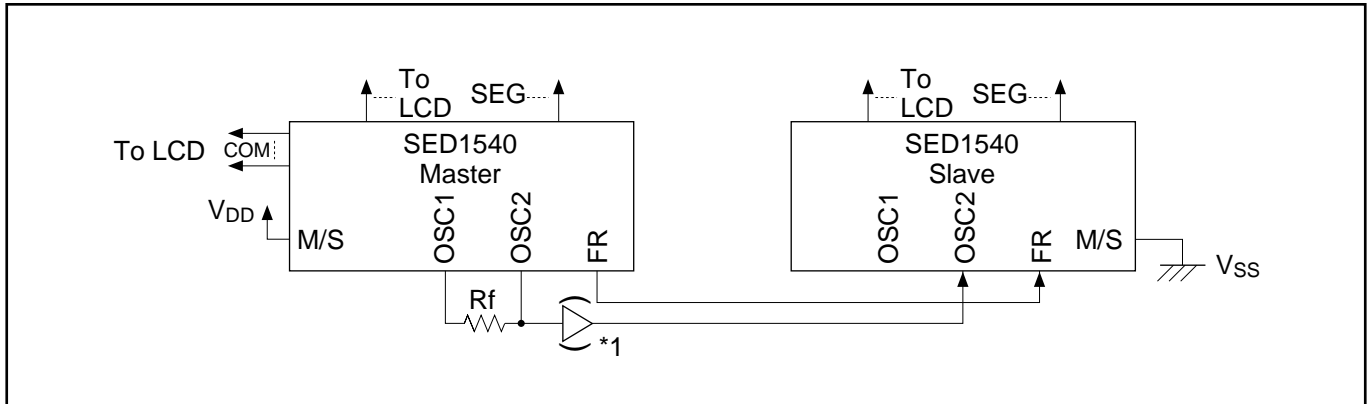 To
LCD
SEG
To
LCD
SEG
To LCD
COM
SED1540
Master
SED1540
Slave
VDD
M/S
OSC1
OSC2
FR
OSC1
OSC2
FR
M/S
VSS
Rf
*1